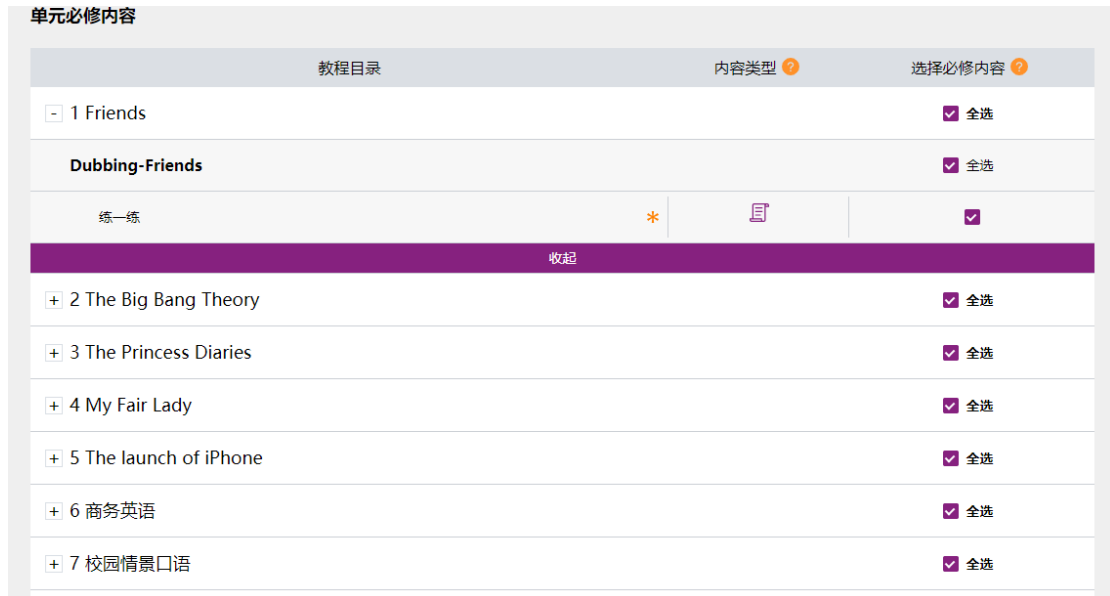 单元必修内容
教程目录 内容类型 ? 选择必修内容 ?
- 1 Friends 全选
Dubbing-Friends 全选
练一练 *
收起
+ 2 The Big Bang Theory 全选
+ 3 The Princess Diaries 全选
+ 4 My Fair Lady 全选
+ 5 The launch of iPhone 全选
+ 6 商务英语 全选
+ 7 校园情景口语 全选